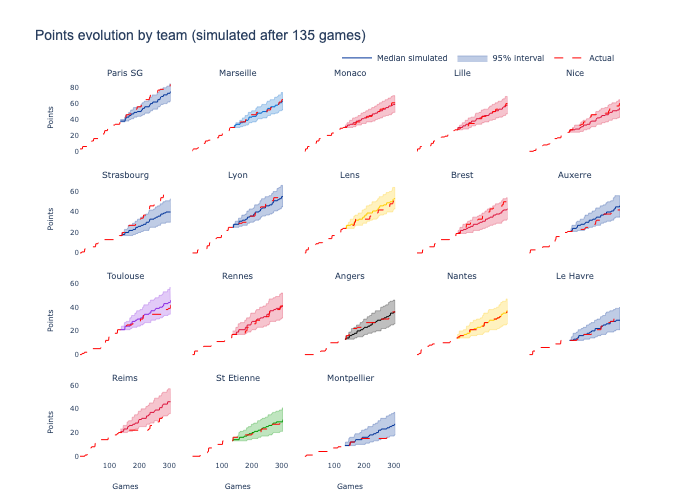 Points evolution by team (simulated after 135 games)
Median simulated 95% interval Actual
Paris SG Marseille Monaco Lille Nice
80
60
40
20
0
Points
Strasbourg Lyon Lens Brest Auxerre
60
40
20
0
Points
Toulouse Rennes Angers Nantes Le Havre
60
40
20
0
Points
Reims St Etienne Montpellier
60
40
20
0
Points
100 200 300 100 200 300 100 200 300
Games Games Games